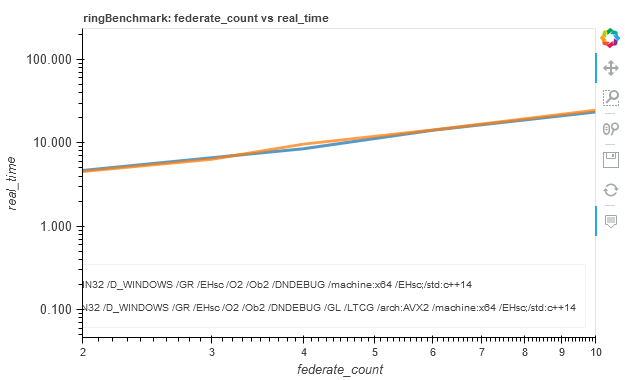 ringBenchmark: federate_count vs real_time
100.000
10.000
1.000
0.100
real_time
IN32 /D_WINDOWS /GR /EHsc /O2 /Ob2 /DNDEBUG /machine:x64 /EHsc;/std:c++14
N32 /D_WINDOWS /GR /EHsc /O2 /Ob2 /DNDEBUG /GL /LTCG /arch:AVX2 /machine:x64 /EHsc;/std:c++14
2 3 4 5 6 7 8 9 10
federate_count